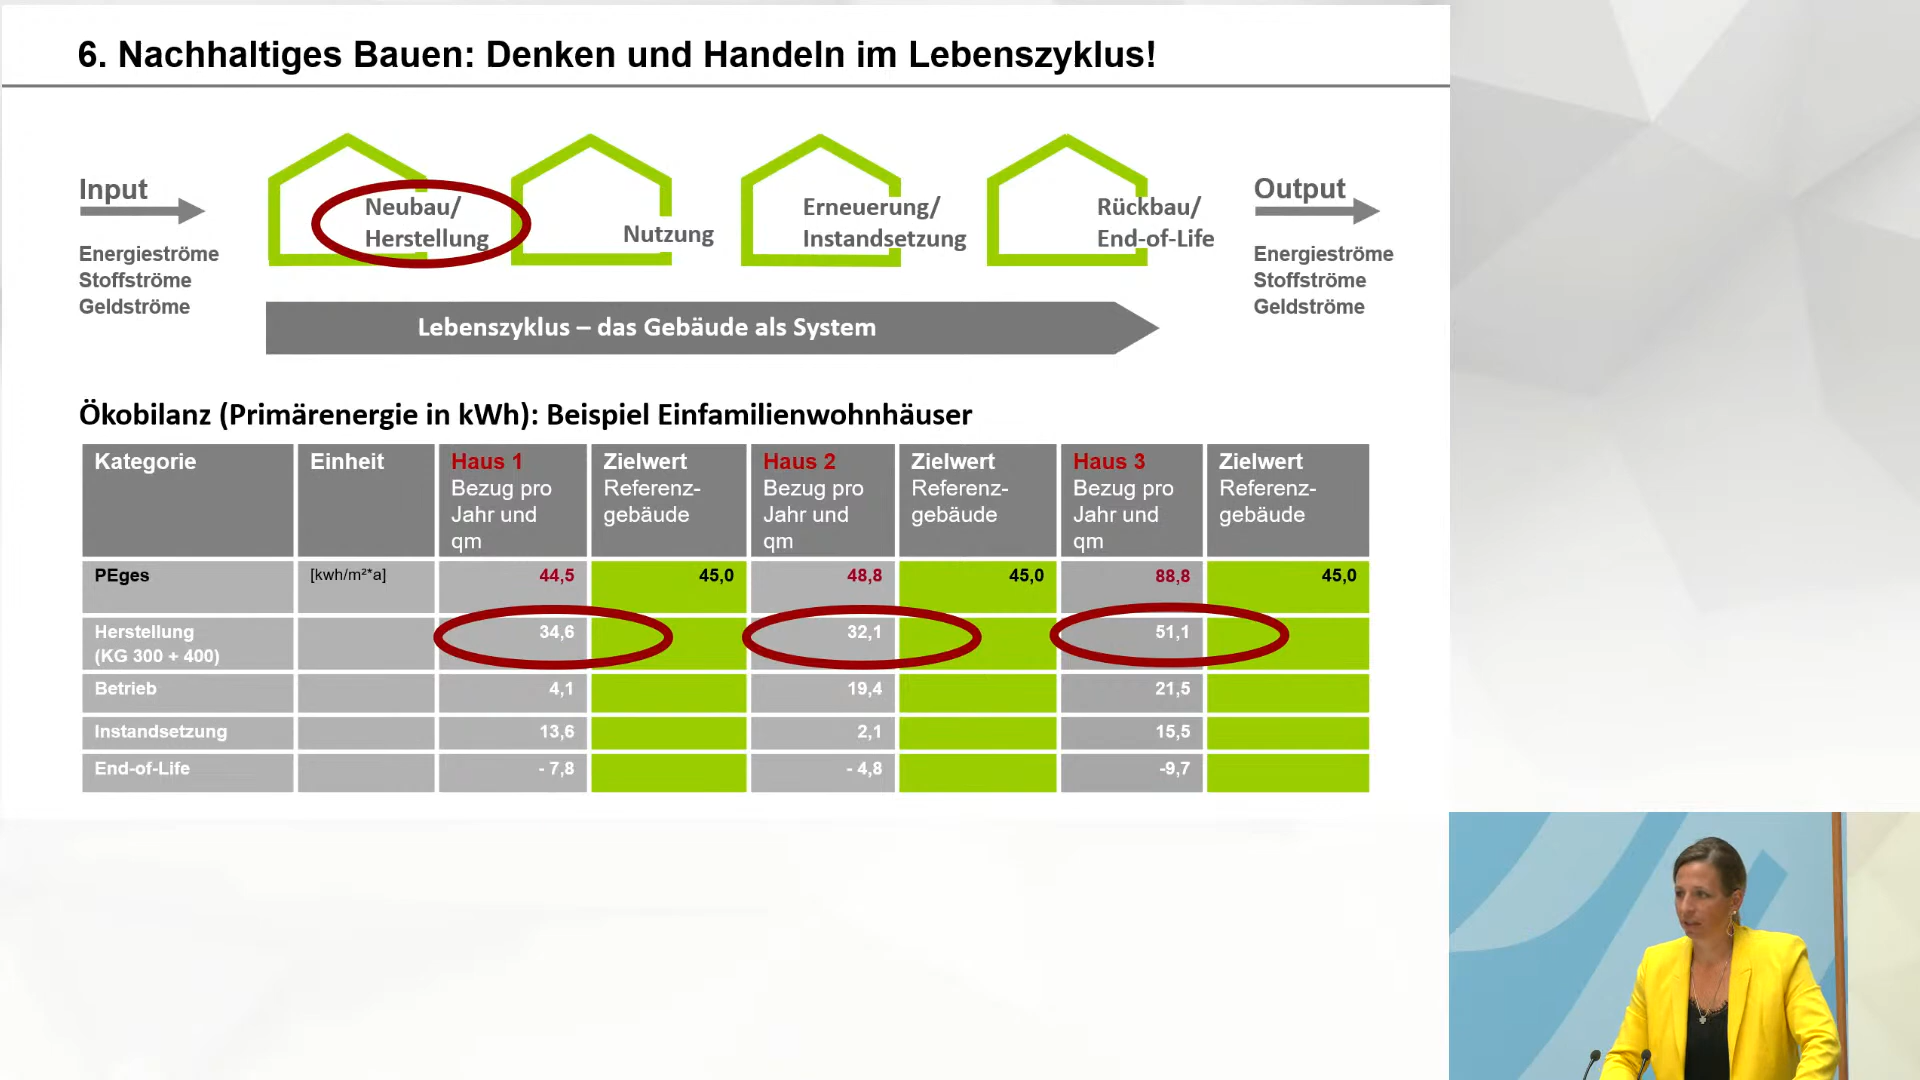 6. Nachhaltiges Bauen: Denken und Handeln im Lebenszyklus!
Input
Energieströme
Stoffströme
Geldströme
Neubau/
Herstellung
Nutzung
Erneuerung/
Instandsetzung
Rückbau/
End-of-Life
Output
Energieströme
Stoffströme
Geldströme
Lebenszyklus – das Gebäude als System
Ökobilanz (Primärenergie in kWh): Beispiel Einfamilienwohnhäuser
Kategorie
Einheit
Haus 1
Bezug pro
Jahr und
qm
Zielwert
Referenz-
gebäude
Haus 2
Bezug pro
Jahr und
qm
Zielwert
Referenz-
gebäude
Haus 3
Bezug pro
Jahr und
qm
Zielwert
Referenz-
gebäude
PEges [kwh/m²*a] 44,5 45,0 48,8 45,0 88,8 45,0
Herstellung
(KG 300 + 400)
34,6 32,1 51,1
Betrieb 4,1 19,4 21,5
Instandsetzung 13,6 2,1 15,5
End-of-Life - 7,8 - 4,8 -9,7